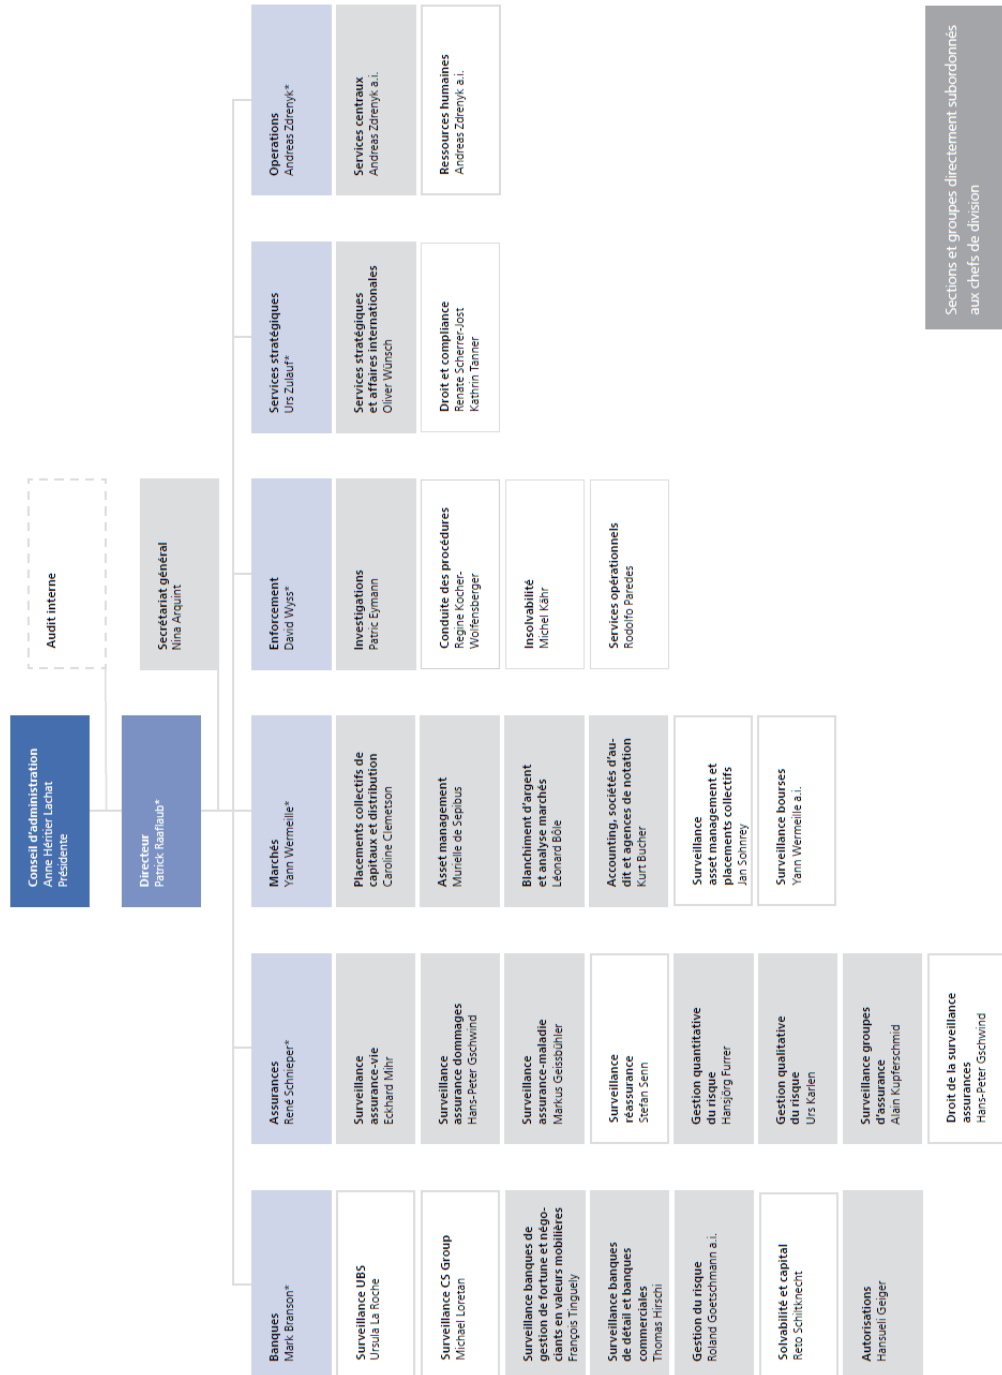 Conseil d'administration
Anne Héritier Lachat
Présidente
Audit interne
Directeur
Patrick Raaflaub*
Secrétariat général
Nina Arquint
Banques
Mark Branson*
Surveillance UBS
Ursula La Roche
Surveillance CS Group
Michael Loretan
Surveillance banques de
gestion de fortune et négo-
ciants en valeurs mobilières
François Tinguely
Surveillance banques
de détail et banques
commerciales
Thomas Hirschi
Gestion du risque
Roland Goetschmann a.i.
Solvabilité et capital
Reto Schiltknecht
Autorisations
Hansueli Geiger
Assurances
René Schnieper*
Surveillance
assurance-vie
Eckhard Mihr
Surveillance
assurance dommages
Hans-Peter Gschwind
Surveillance
assurance-maladie
Markus Geissbühler
Surveillance
réassurance
Stefan Senn
Gestion quantitative
du risque
Hansjörg Furrer
Gestion qualitative
du risque
Urs Karlen
Surveillance groupes
d'assurance
Alain Kupferschmid
Droit de la surveillance
assurances
Hans-Peter Gschwind
Marchés
Yann Wermeille*
Placements collectifs de
capitaux et distribution
Caroline Clemetson
Asset management
Murielle de Sepibus
Blanchiment d'argent
et analyse marchés
Léonard Bôle
Accounting, sociétés d'au-
dit et agences de notation
Kurt Bucher
Surveillance
asset management et
placements collectifs
Jan Sohnrey
Surveillance bourses
Yann Wermeille a.i.
Enforcement
David Wyss*
Investigations
Patric Eymann
Conduite des procédures
Regine Kocher-
Wolfensberger
Insolvabilité
Michel Kähr
Services opérationnels
Rodolfo Paredes
Services stratégiques
Urs Zulauf*
Services stratégiques
et affaires internationales
Oliver Wünsch
Droit et compliance
Renate Scherrer-Jost
Kathrin Tanner
Operations
Andreas Zdrenyk*
Services centraux
Andreas Zdrenyk a.i.
Ressources humaines
Andreas Zdrenyk a.i.
Sections et groupes directement subordonnés
aux chefs de division